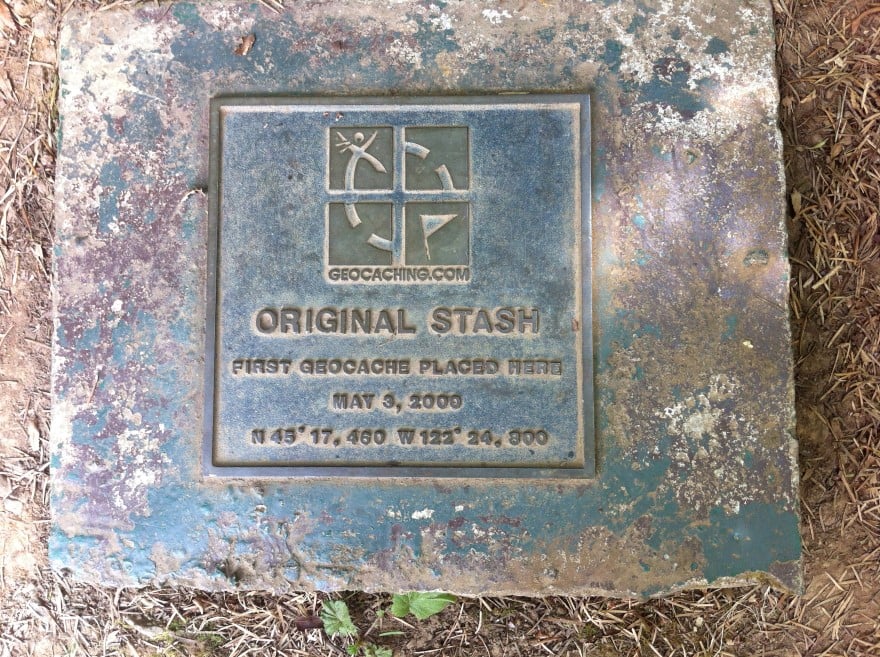 GEOCACHING.COM
ORIGINAL STASH
FIRST GEOCACHE PLACED HERE
MAY 3, 2000
N 45° 17, 460 W 122° 24, 800